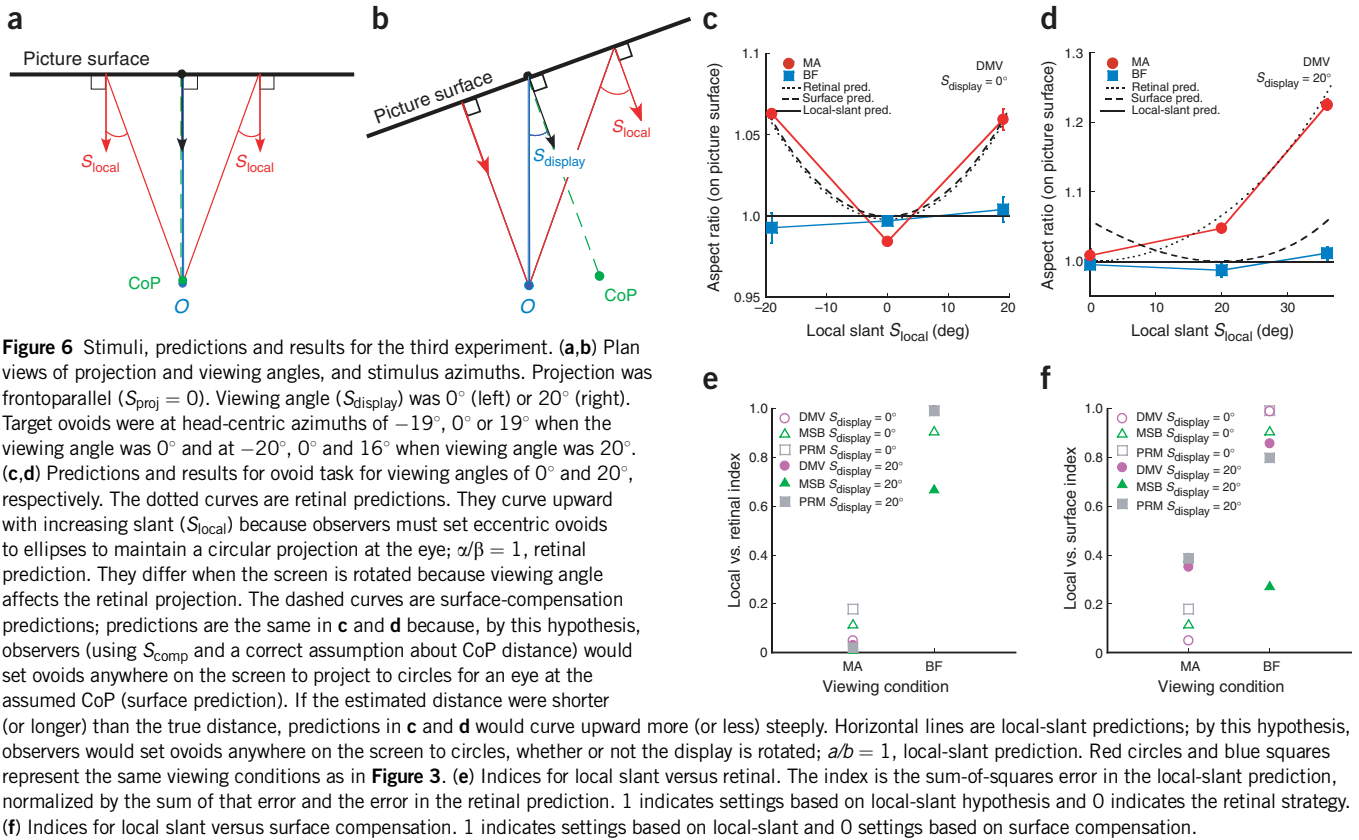 a
Picture surface
S_local
S_local
CoP
O
b
Picture surface
S_local
S_display
CoP
O
c
1.1
1.05
1.0
0.95
Aspect ratio (on picture surface)
MA
BF
Retinal pred.
Surface pred.
Local-slant pred.
DMV
S_display = 0°
–20
–10
0
10
20
Local slant S_local (deg)
d
1.3
1.2
1.1
1.0
Aspect ratio (on picture surface)
MA
BF
Retinal pred.
Surface pred.
Local-slant pred.
DMV
S_display = 20°
0
10
20
30
Local slant S_local (deg)
e
1.0
0.8
0.6
0.4
0.2
0
Local vs. retinal index
DMV S_display = 0°
MSB S_display = 0°
PRM S_display = 0°
DMV S_display = 20°
MSB S_display = 20°
PRM S_display = 20°
MA
BF
Viewing condition
f
1.0
0.8
0.6
0.4
0.2
0
Local vs. surface index
DMV S_display = 0°
MSB S_display = 0°
PRM S_display = 0°
DMV S_display = 20°
MSB S_display = 20°
PRM S_display = 20°
MA
BF
Viewing condition
Figure 6 Stimuli, predictions and results for the third experiment. (a,b) Plan
views of projection and viewing angles, and stimulus azimuths. Projection was
frontoparallel (S_proj = 0). Viewing angle (S_display) was 0° (left) or 20° (right).
Target ovoids were at head-centric azimuths of −19°, 0° or 19° when the
viewing angle was 0° and at −20°, 0° and 16° when viewing angle was 20°.
(c,d) Predictions and results for ovoid task for viewing angles of 0° and 20°,
respectively. The dotted curves are retinal predictions. They curve upward
with increasing slant (S_local) because observers must set eccentric ovoids
to ellipses to maintain a circular projection at the eye; α/β = 1, retinal
prediction. They differ when the screen is rotated because viewing angle
affects the retinal projection. The dashed curves are surface-compensation
predictions; predictions are the same in c and d because, by this hypothesis,
observers (using S_comp and a correct assumption about CoP distance) would
set ovoids anywhere on the screen to project to circles for an eye at the
assumed CoP (surface prediction). If the estimated distance were shorter
(or longer) than the true distance, predictions in c and d would curve upward more (or less) steeply. Horizontal lines are local-slant predictions; by this hypothesis,
observers would set ovoids anywhere on the screen to circles, whether or not the display is rotated; a/b = 1, local-slant prediction. Red circles and blue squares
represent the same viewing conditions as in Figure 3. (e) Indices for local slant versus retinal. The index is the sum-of-squares error in the local-slant prediction,
normalized by the sum of that error and the error in the retinal prediction. 1 indicates settings based on local-slant hypothesis and 0 indicates the retinal strategy.
(f) Indices for local slant versus surface compensation. 1 indicates settings based on local-slant and 0 settings based on surface compensation.